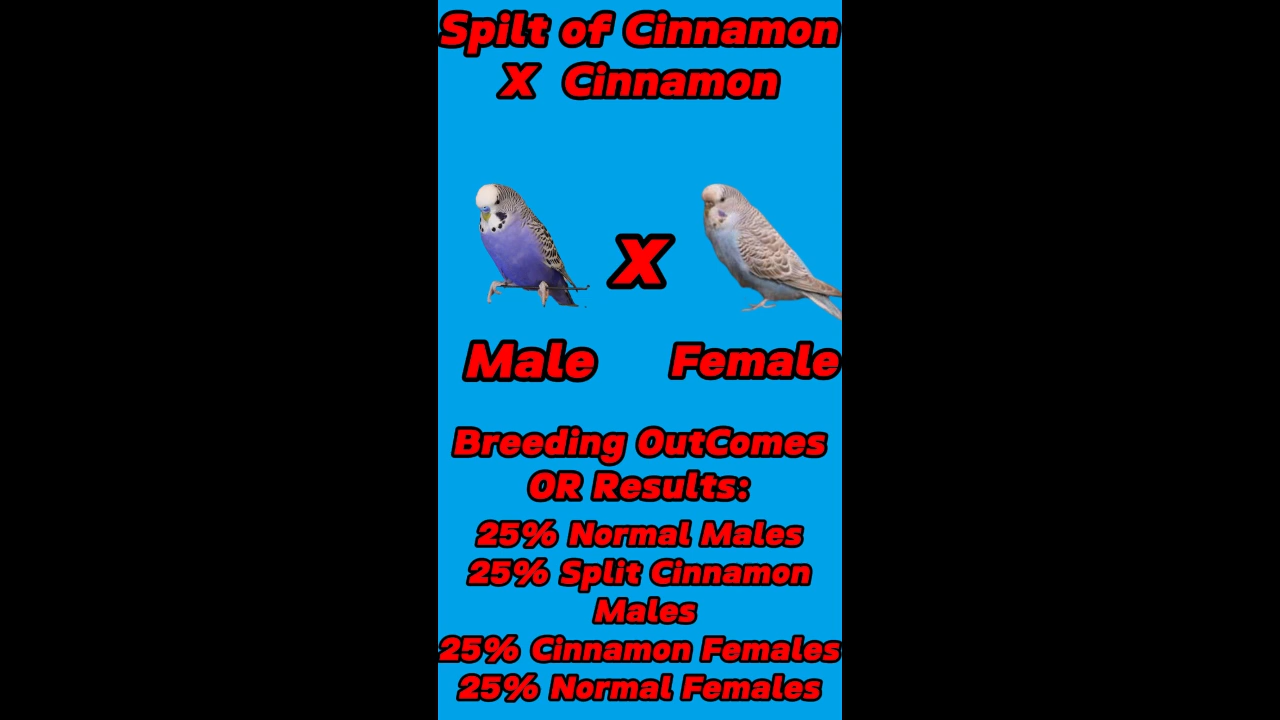 Spilt of Cinnamon
X Cinnamon
X
Male Female
Breeding OutComes
OR Results:
25% Normal Males
25% Split Cinnamon
Males
25% Cinnamon Females
25% Normal Females